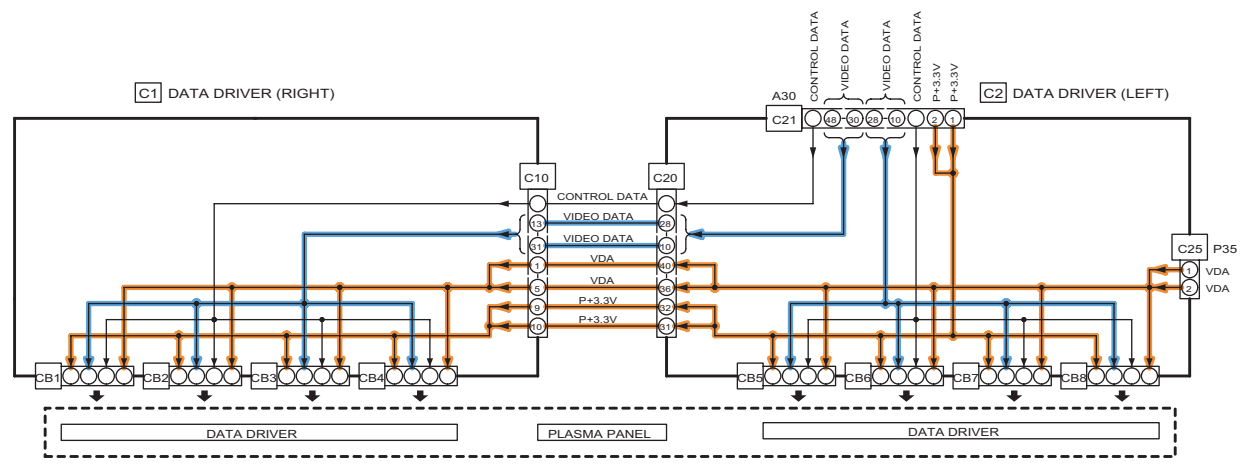 CONTROL DATA
VIDEO DATA
VIDEO DATA
CONTROL DATA
P+3.3V
P+3.3V
C1 DATA DRIVER (RIGHT)
A30
C2 DATA DRIVER (LEFT)
C21
48
30
28
10
2
1
C10
C20
CONTROL DATA
13
VIDEO DATA
28
31
VIDEO DATA
10
1
VDA
40
5
VDA
36
9
P+3.3V
32
10
P+3.3V
31
C25
P35
1
VDA
2
VDA
CB1
CB2
CB3
CB4
CB5
CB6
CB7
CB8
DATA DRIVER
PLASMA PANEL
DATA DRIVER